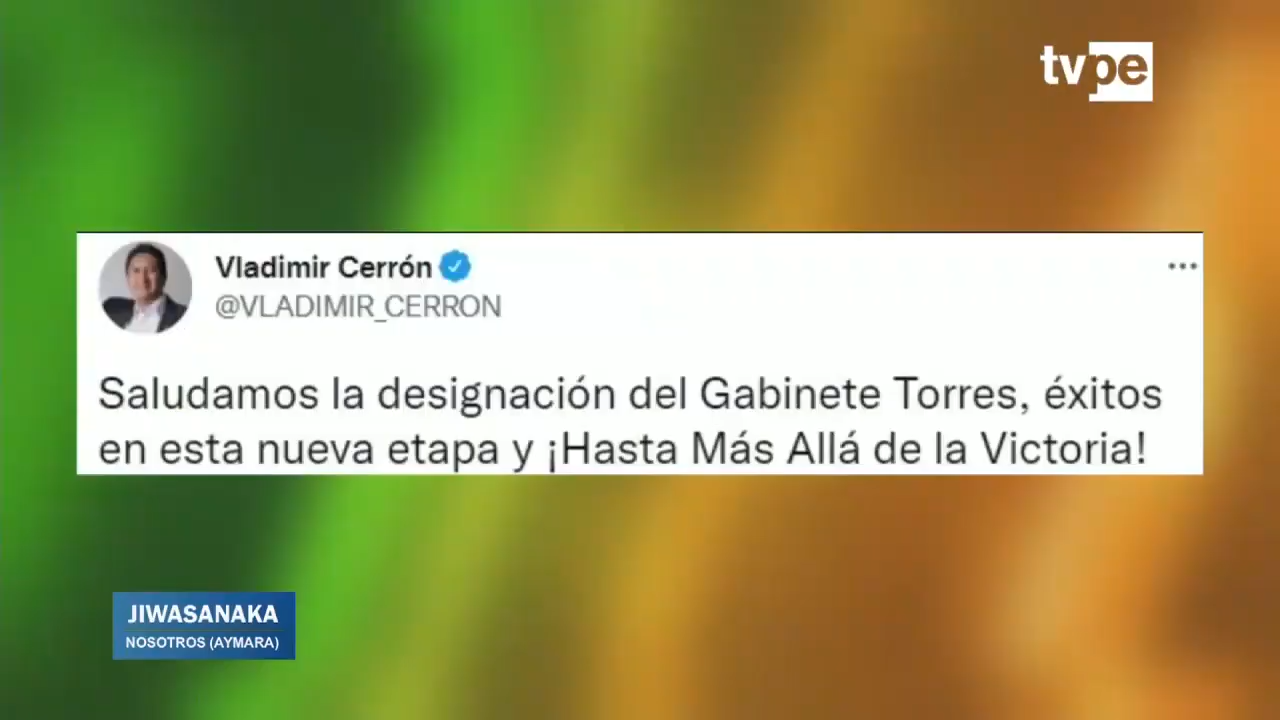 tvpe
Vladimir Cerrón
@VLADIMIR_CERRON
Saludamos la designación del Gabinete Torres, éxitos
en esta nueva etapa y ¡Hasta Más Allá de la Victoria!
JIWASANAKA
NOSOTROS (AYMARA)